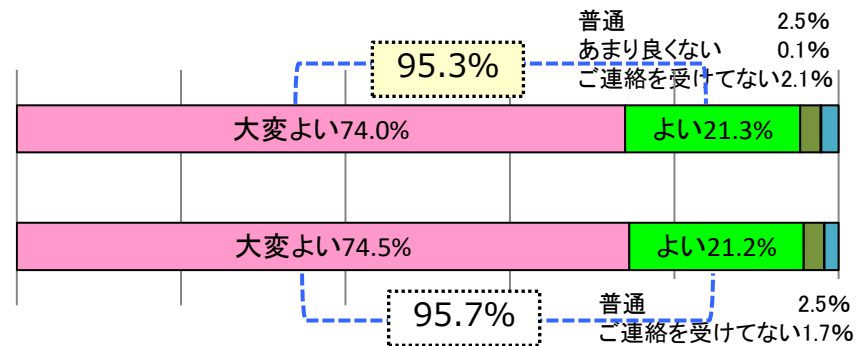 普通 2.5%
あまり良くない 0.1%
ご連絡を受けてない2.1%
95.3%
大変よい74.0% よい21.3%
大変よい74.5% よい21.2%
95.7%
普通 2.5%
ご連絡を受けてない1.7%